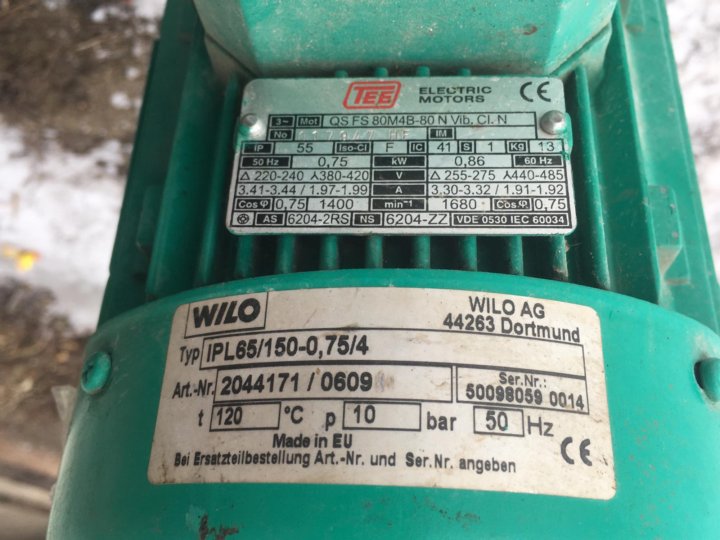 TEE ELECTRIC MOTORS CE
3~ Mot QS FS 80M4B-80 N Vib. Cl. N
No IM
IP 55 Iso-Cl F IC 41 S 1 Kg 13
50 Hz 0,75 kW 0,86 60 Hz
Δ 220-240 ⅄380-420 V Δ 255-275 ⅄440-485
3.41-3.44 / 1.97-1.99 A 3.30-3.32 / 1.91-1.92
Cos φ 0,75 1400 min⁻¹ 1680 Cos φ 0,75
AS 6204-2RS NS 6204-ZZ VDE 0530 IEC 60034
WILO WILO AG
44263 Dortmund
Typ IPL65/150-0,75/4
Art.-Nr. 2044171 / 0609 Ser.Nr.: 50098059 0014
t 120 °C p 10 bar 50 Hz
Made in EU CE
Bei Ersatzteilbestellung Art.-Nr. und Ser.Nr. angeben